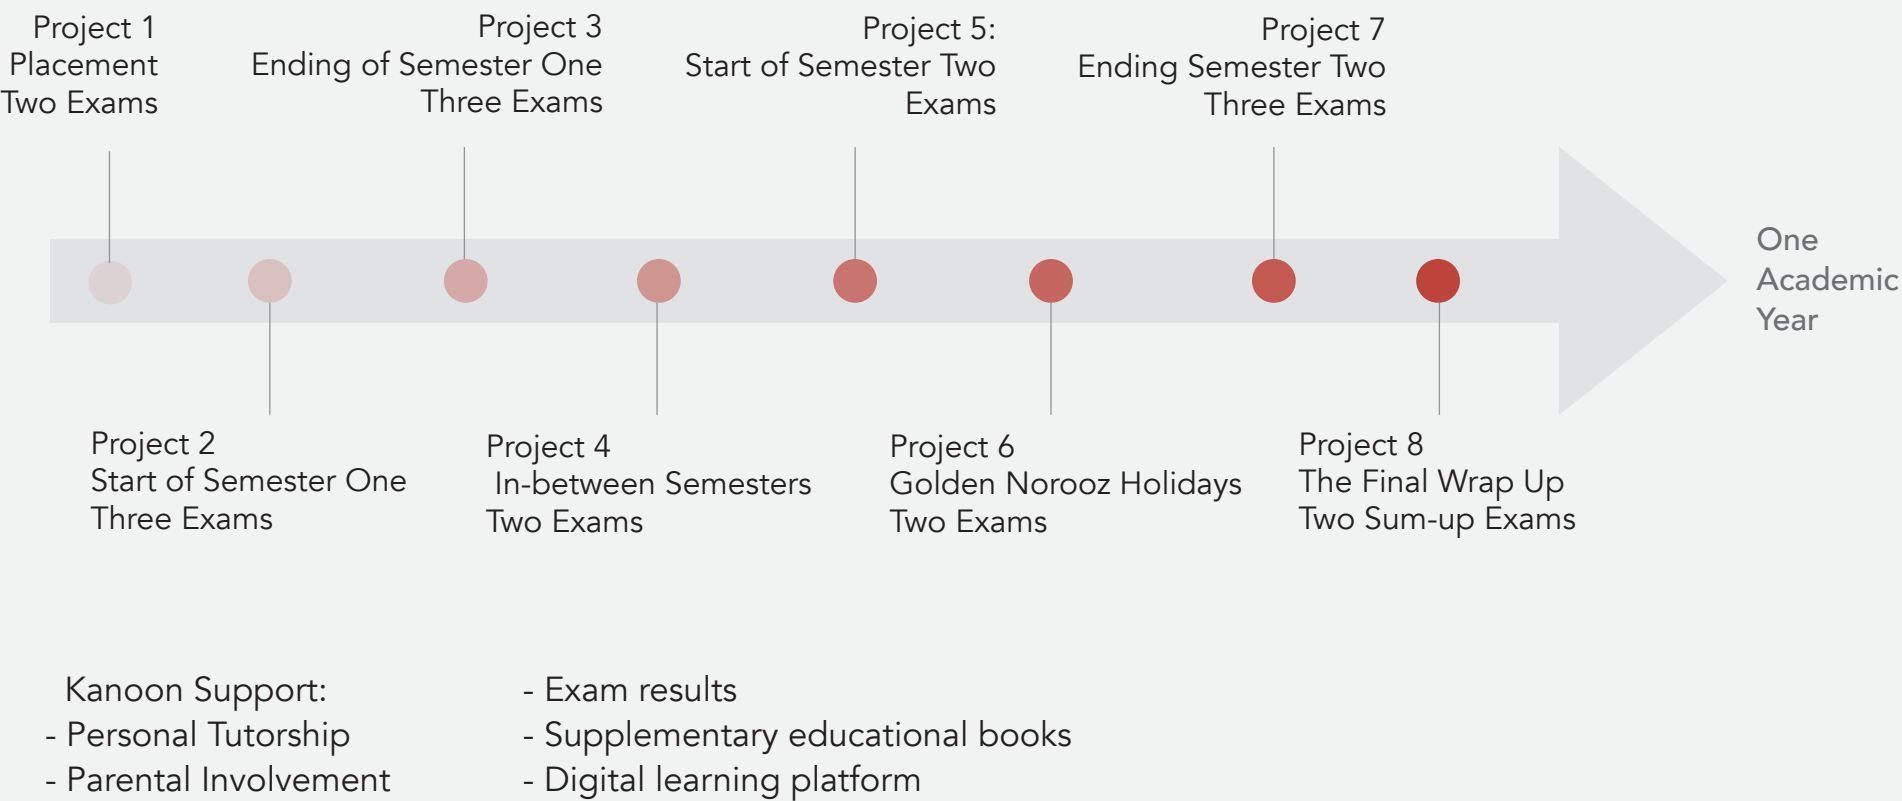 Project 1
Placement
Two Exams
Project 3
Ending of Semester One
Three Exams
Project 5:
Start of Semester Two
Exams
Project 7
Ending Semester Two
Three Exams
One
Academic
Year
Project 2
Start of Semester One
Three Exams
Project 4
In-between Semesters
Two Exams
Project 6
Golden Norooz Holidays
Two Exams
Project 8
The Final Wrap Up
Two Sum-up Exams
Kanoon Support:
- Personal Tutorship
- Parental Involvement
- Exam results
- Supplementary educational books
- Digital learning platform